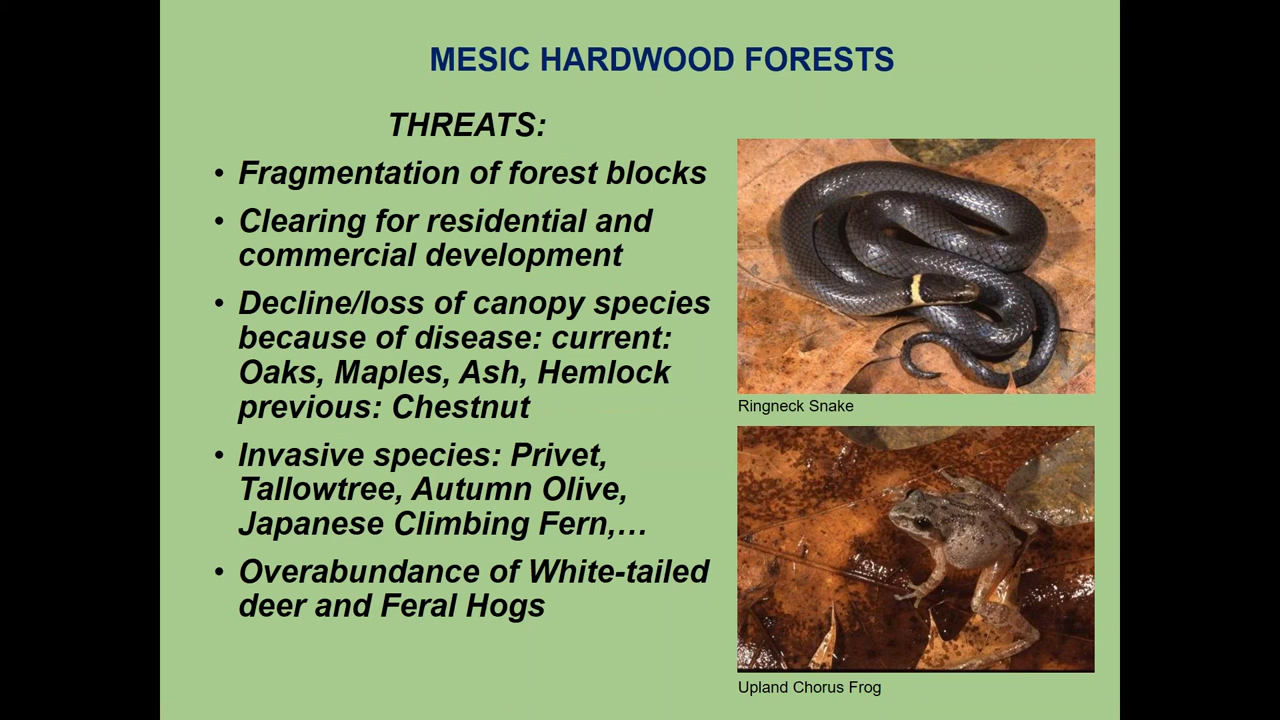 MESIC HARDWOOD FORESTS
THREATS:
• Fragmentation of forest blocks
• Clearing for residential and
commercial development
• Decline/loss of canopy species
because of disease: current:
Oaks, Maples, Ash, Hemlock
previous: Chestnut
• Invasive species: Privet,
Tallowtree, Autumn Olive,
Japanese Climbing Fern,…
• Overabundance of White-tailed
deer and Feral Hogs
Ringneck Snake
Upland Chorus Frog